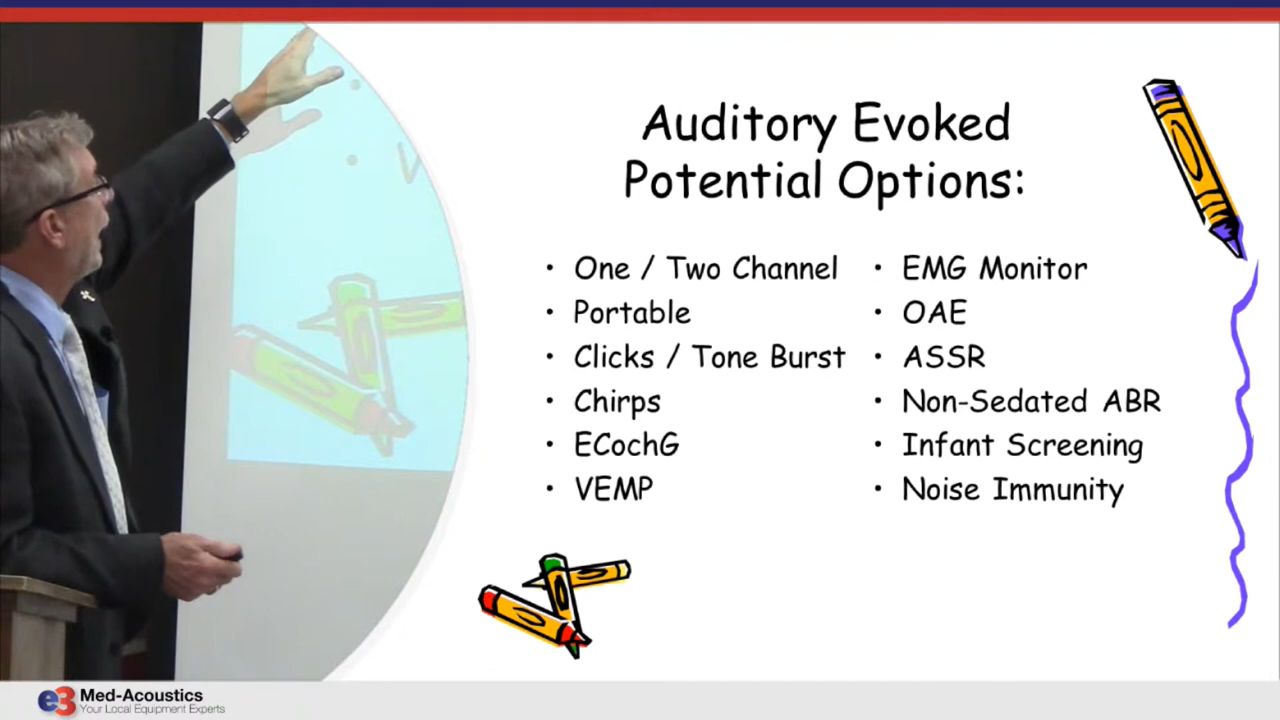 Auditory Evoked
Potential Options:
• One / Two Channel
• Portable
• Clicks / Tone Burst
• Chirps
• ECochG
• VEMP
• EMG Monitor
• OAE
• ASSR
• Non-Sedated ABR
• Infant Screening
• Noise Immunity
e3 Med-Acoustics
Your Local Equipment Experts